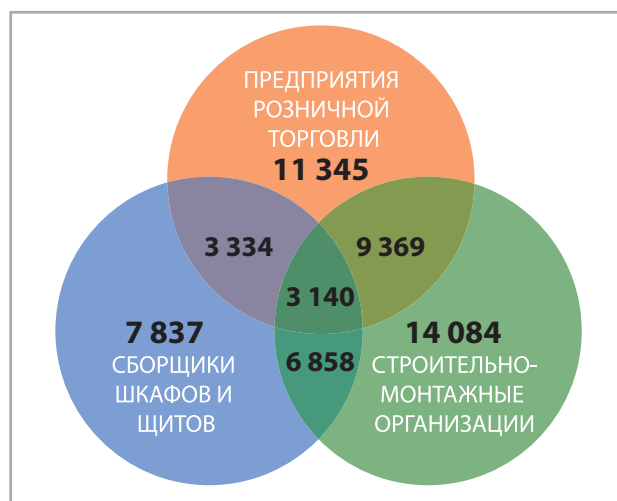 ПРЕДПРИЯТИЯ
РОЗНИЧНОЙ
ТОРГОВЛИ
11 345
3 334
9 369
3 140
7 837
СБОРЩИКИ
ШКАФОВ И
ЩИТОВ
6 858
14 084
СТРОИТЕЛЬНО-
МОНТАЖНЫЕ
ОРГАНИЗАЦИИ